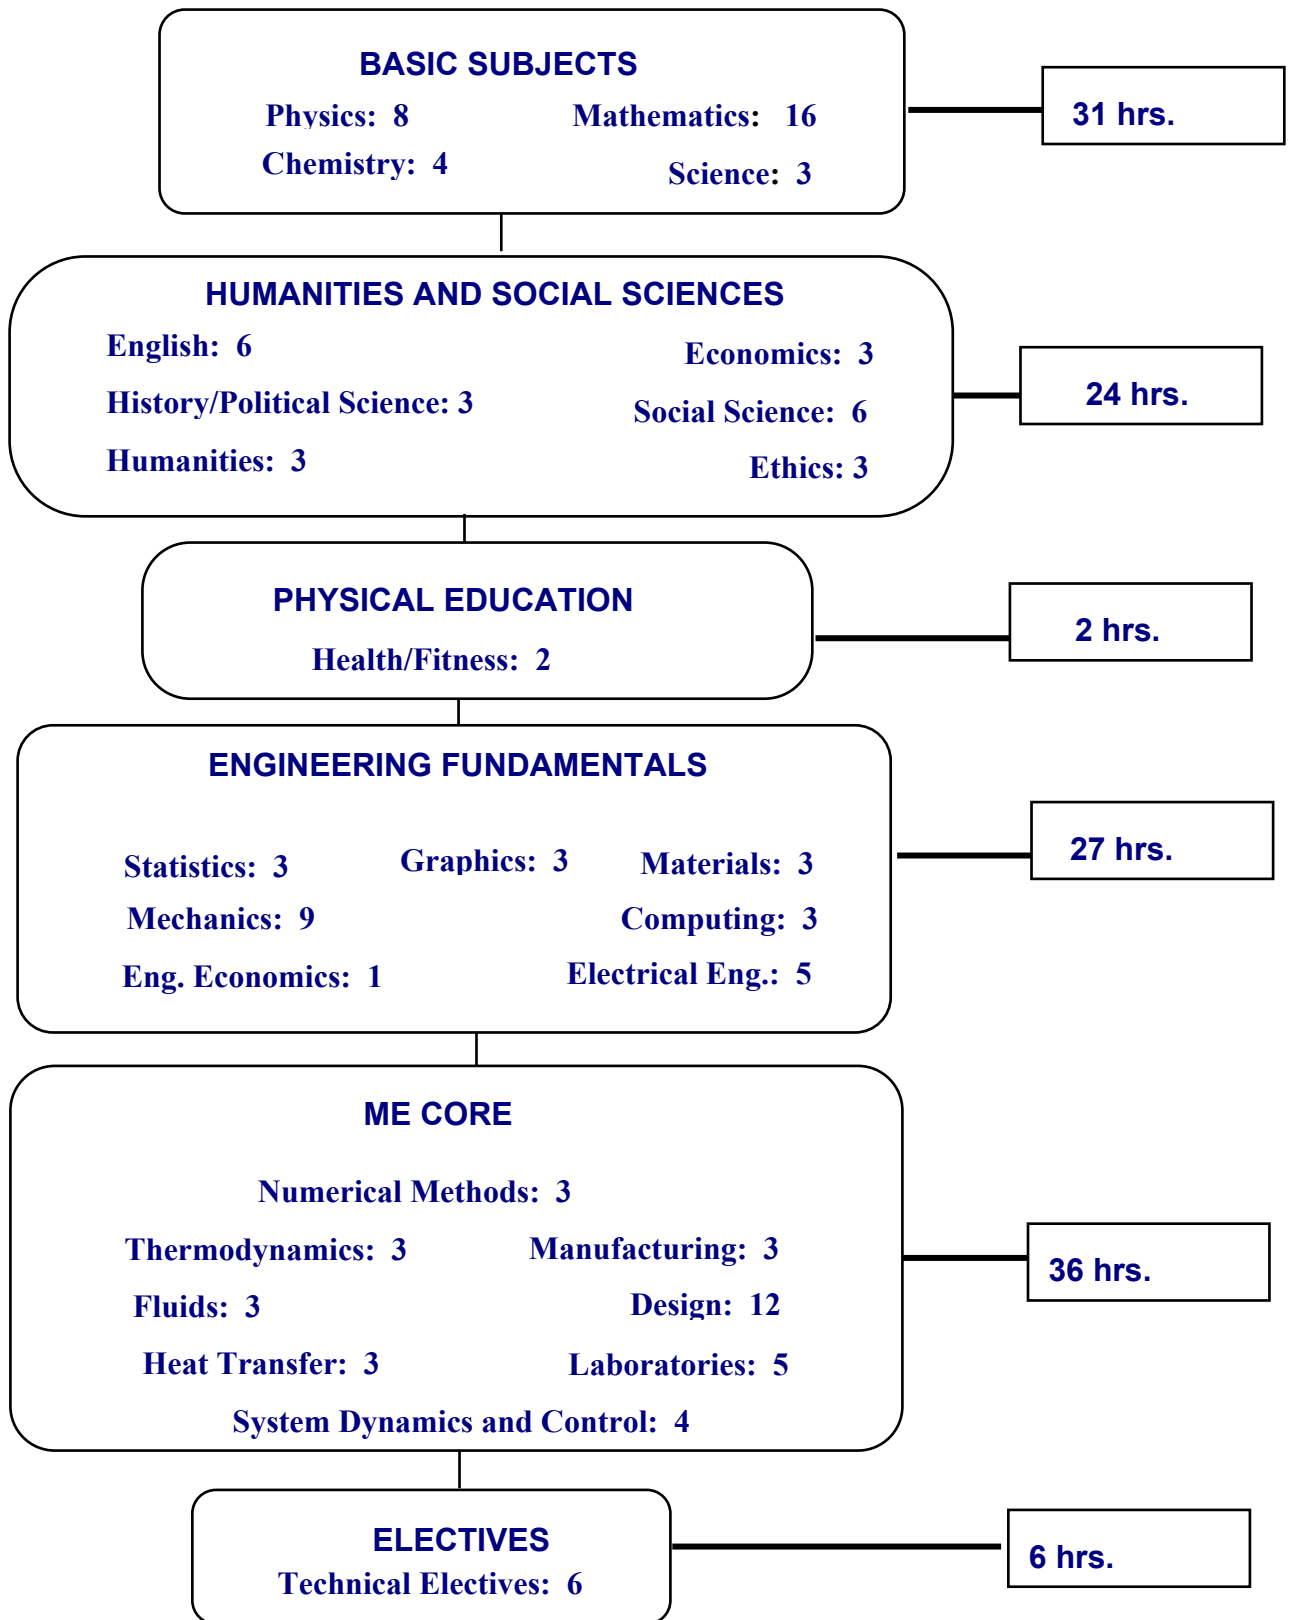 BASIC SUBJECTS
Physics: 8 Mathematics: 16
31 hrs.
Chemistry: 4 Science: 3
HUMANITIES AND SOCIAL SCIENCES
English: 6 Economics: 3
History/Political Science: 3 Social Science: 6
24 hrs.
Humanities: 3 Ethics: 3
PHYSICAL EDUCATION
2 hrs.
Health/Fitness: 2
ENGINEERING FUNDAMENTALS
27 hrs.
Statistics: 3 Graphics: 3 Materials: 3
Mechanics: 9 Computing: 3
Eng. Economics: 1 Electrical Eng.: 5
ME CORE
Numerical Methods: 3
Thermodynamics: 3 Manufacturing: 3
36 hrs.
Fluids: 3 Design: 12
Heat Transfer: 3 Laboratories: 5
System Dynamics and Control: 4
ELECTIVES
6 hrs.
Technical Electives: 6